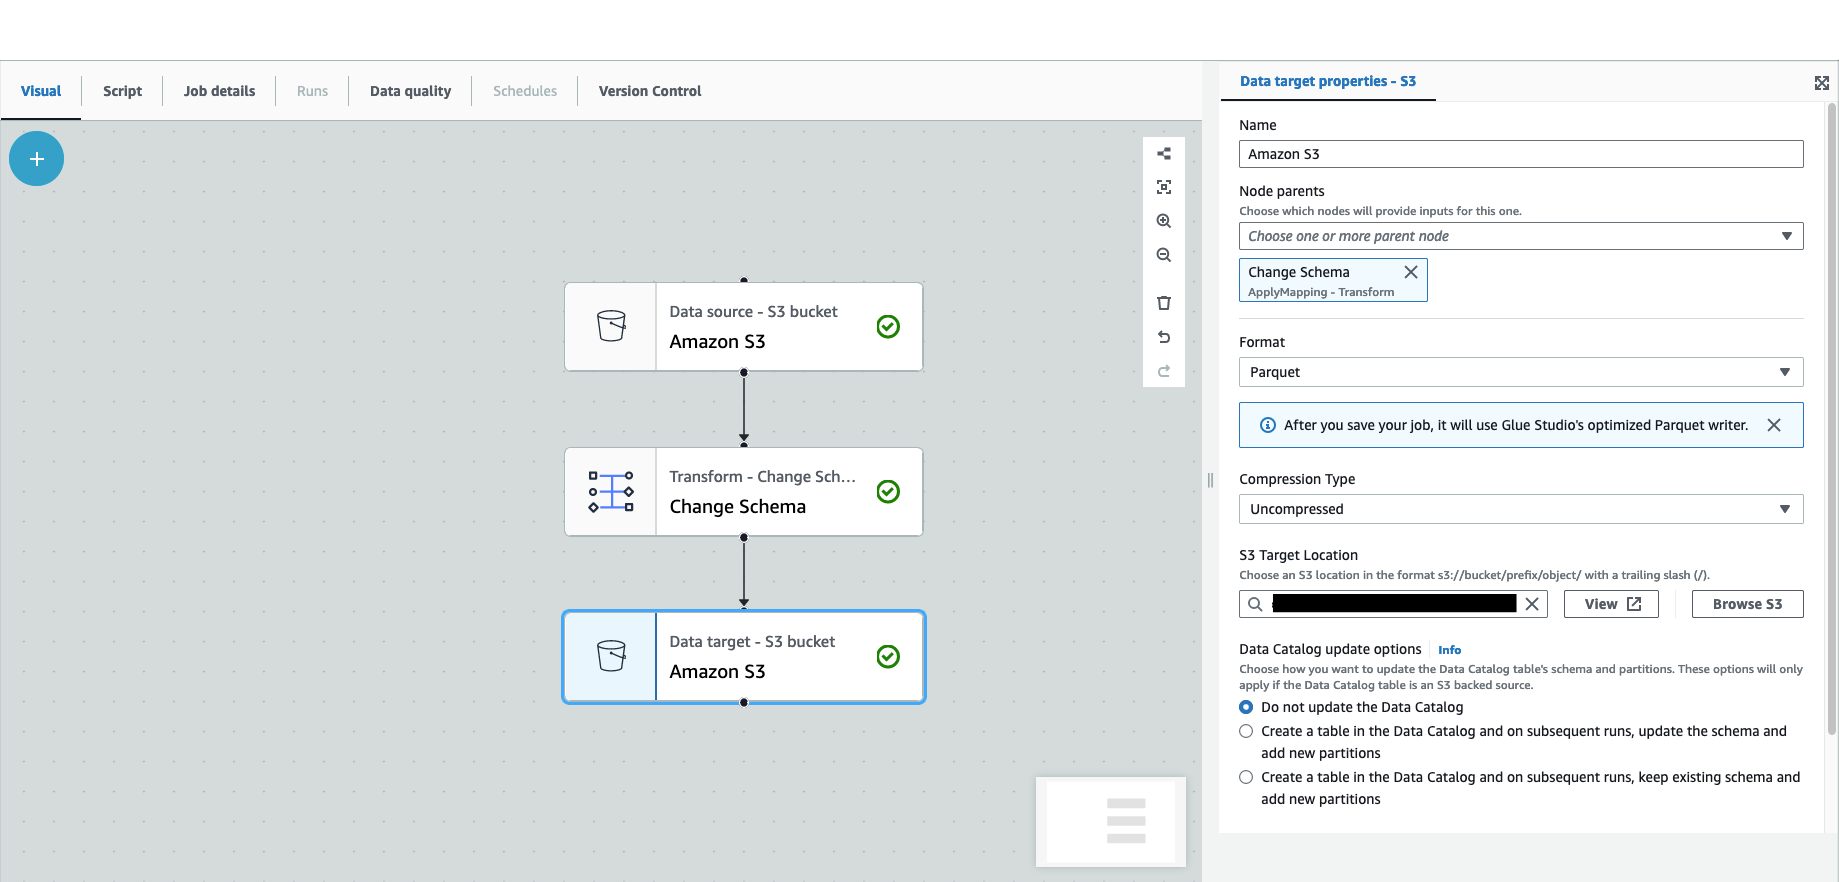 Visual
Script
Job details
Runs
Data quality
Schedules
Version Control
Data source - S3 bucket
Amazon S3
Transform - Change Sch...
Change Schema
Data target - S3 bucket
Amazon S3
Data target properties - S3
Name
Amazon S3
Node parents
Choose which nodes will provide inputs for this one.
Choose one or more parent node
Change Schema
ApplyMapping - Transform
Format
Parquet
After you save your job, it will use Glue Studio's optimized Parquet writer.
Compression Type
Uncompressed
S3 Target Location
Choose an S3 location in the format s3://bucket/prefix/object/ with a trailing slash (/).
View
Browse S3
Data Catalog update options
Info
Choose how you want to update the Data Catalog table's schema and partitions. These options will only
apply if the Data Catalog table is an S3 backed source.
Do not update the Data Catalog
Create a table in the Data Catalog and on subsequent runs, update the schema and
add new partitions
Create a table in the Data Catalog and on subsequent runs, keep existing schema and
add new partitions